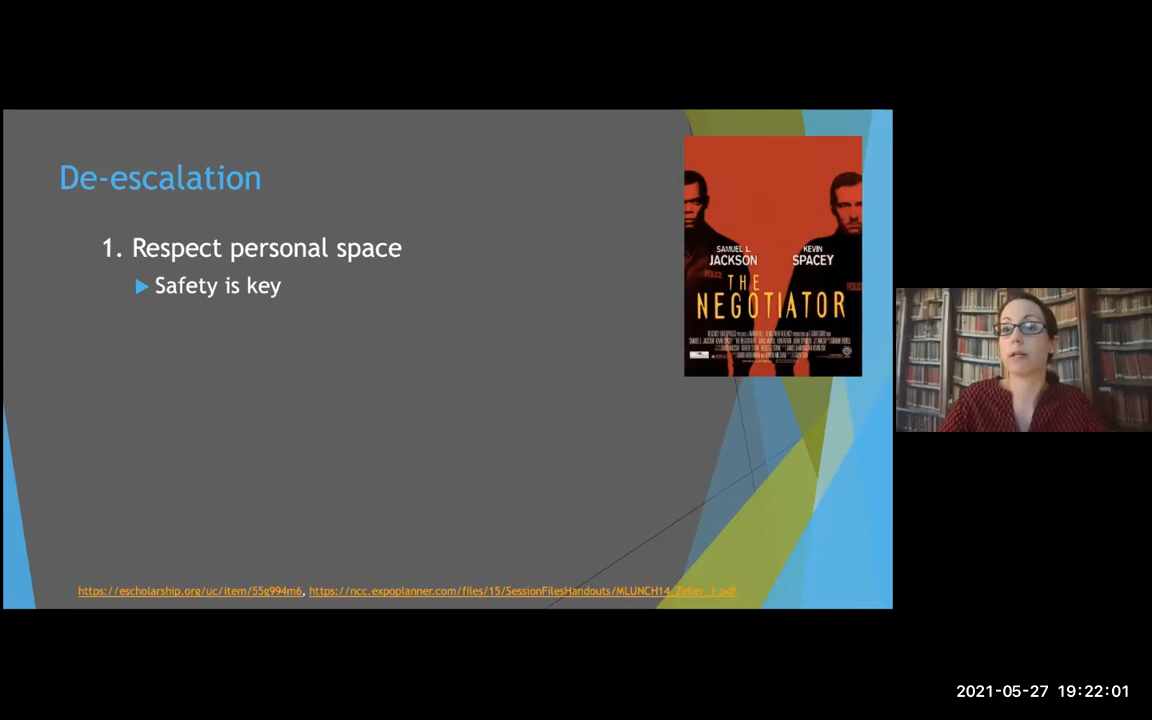 De-escalation
1. Respect personal space
Safety is key
SAMUEL L. JACKSON
KEVIN SPACEY
POLICE
THE
NEGOTIATOR
https://escholarship.org/uc/item/55g994m6, https://ncc.expoplanner.com/files/15/SessionFilesHandouts/MLUNCH14_Zeller_1.pdf
2021-05-27 19:22:01